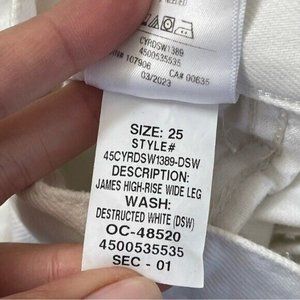 CYRDSW1389
4500535535
107906 CA# 00635
03/2023
SIZE: 25
STYLE#
45CYRDSW1389-DSW
DESCRIPTION:
JAMES HIGH-RISE WIDE LEG
WASH:
DESTRUCTED WHITE (DSW)
OC-48520
4500535535
SEC - 01